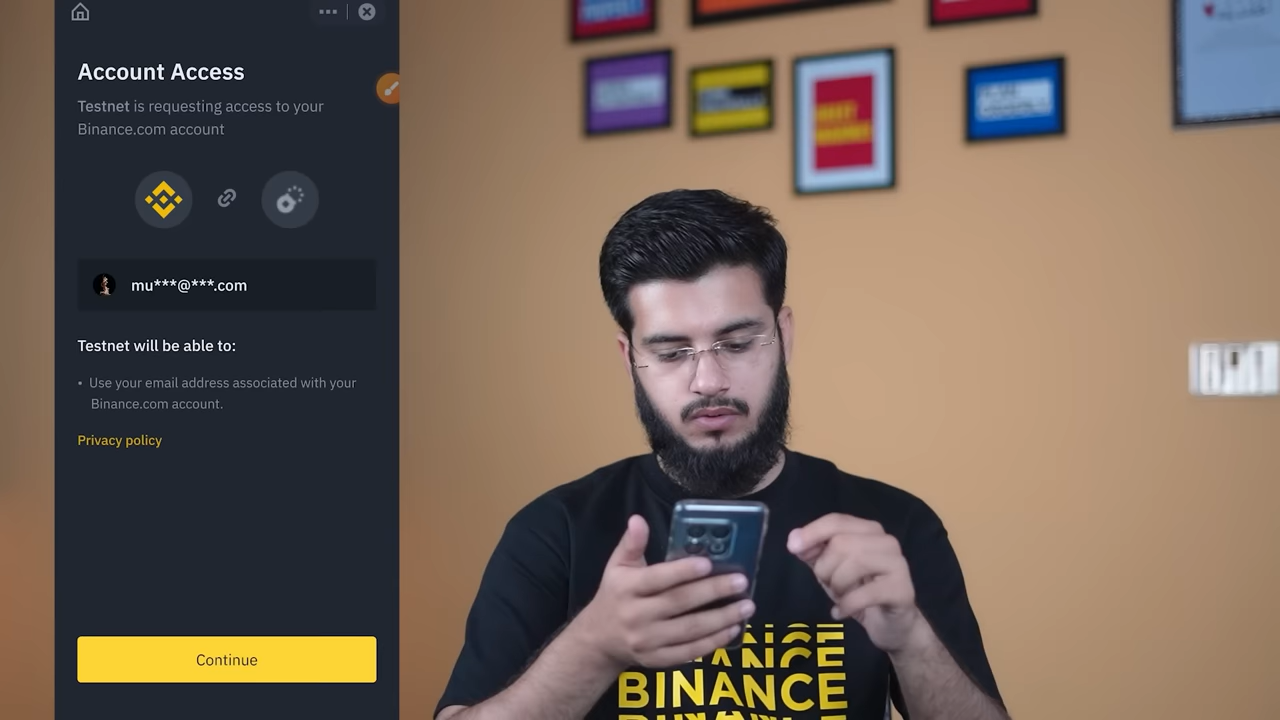 Account Access
Testnet is requesting access to your
Binance.com account
mu***@***.com
Testnet will be able to:
• Use your email address associated with your
Binance.com account.
Privacy policy
Continue
BINANCE